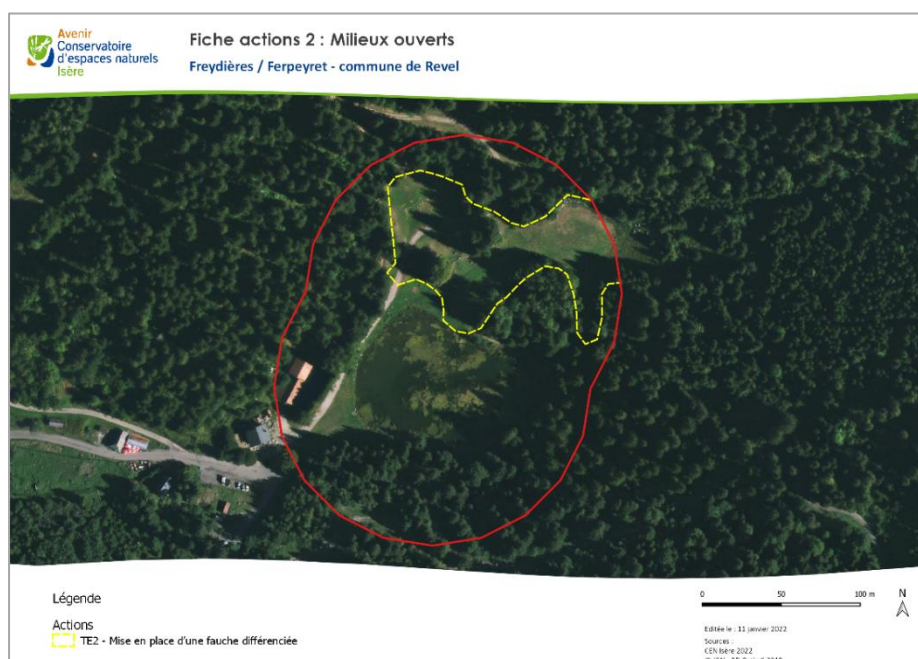 Avenir
Conservatoire
d'espaces naturels
Isère
Fiche actions 2 : Milieux ouverts
Freydières / Ferpeyret - commune de Revel
Légende
Actions
TE2 - Mise en place d'une fauche différenciée
0 50 100 m
N
Editée le : 11 janvier 2022
Sources :
CEN Isère 2022